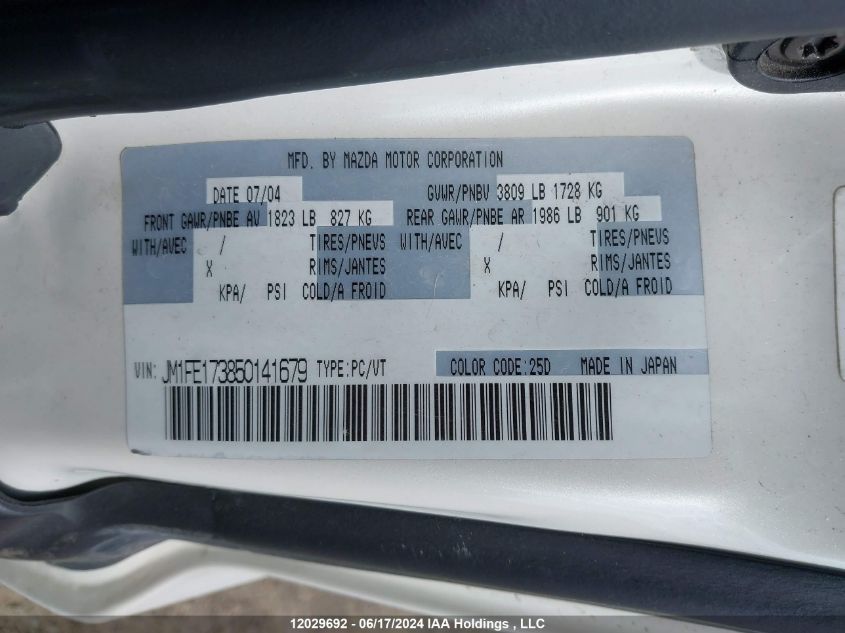 MFD. BY MAZDA MOTOR CORPORATION
DATE 07/04 GVWR/PNBV 3809 LB 1728 KG
FRONT GAWR/PNBE AV 1823 LB 827 KG REAR GAWR/PNBE AR 1986 LB 901 KG
WITH/AVEC / TIRES/PNEVS WITH/AVEC / TIRES/PNEVS
X RIMS/JANTES X RIMS/JANTES
KPA/ PSI COLD/A FROID KPA/ PSI COLD/A FROID
VIN: JM1FE173850141679 TYPE:PC/VT COLOR CODE:25D MADE IN JAPAN
12029692 - 06/17/2024 IAA Holdings , LLC